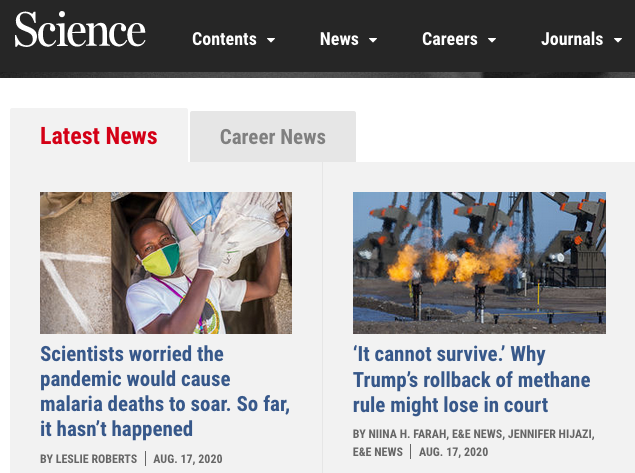 Science
Contents News Careers Journals
Latest News Career News
Scientists worried the
pandemic would cause
malaria deaths to soar. So far,
it hasn’t happened
BY LESLIE ROBERTS | AUG. 17, 2020
‘It cannot survive.’ Why
Trump’s rollback of methane
rule might lose in court
BY NIINA H. FARAH, E&E NEWS, JENNIFER HIJAZI,
E&E NEWS | AUG. 17, 2020